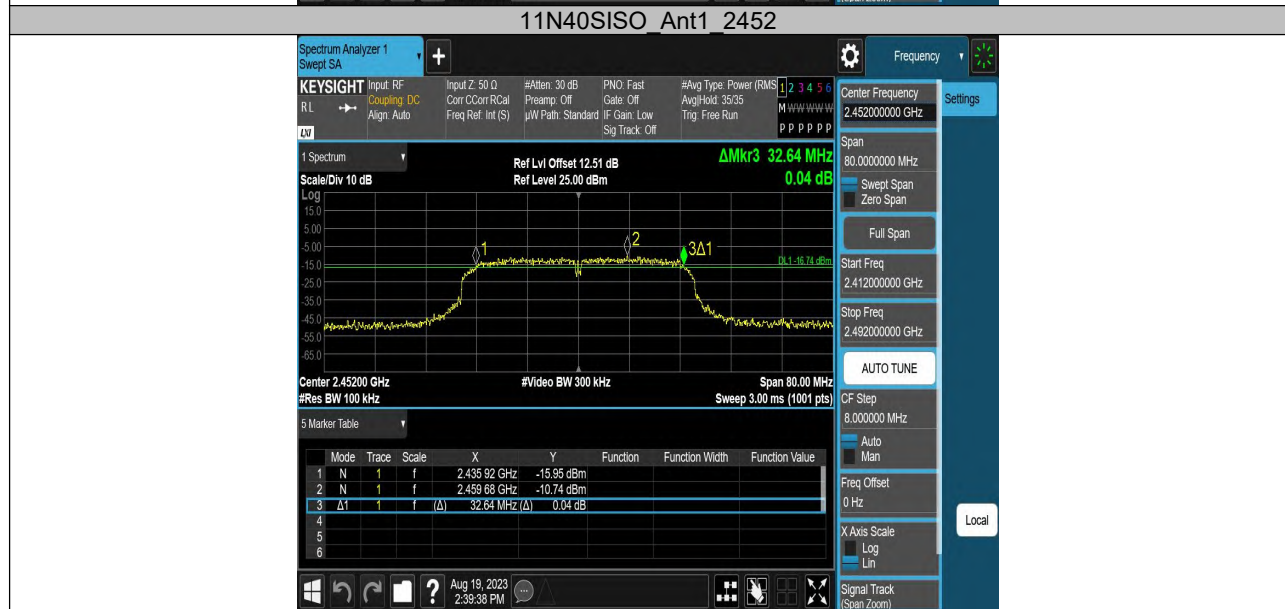 11N40SISO_Ant1_2452
Spectrum Analyzer 1
Swept SA
+
Frequency
KEYSIGHT
RL
LXI
Input: RF
Coupling: DC
Align: Auto
Input Z: 50 Ω
Corr CCorr RCal
Freq Ref: Int (S)
#Atten: 30 dB
Preamp: Off
µW Path: Standard
PNO: Fast
Gate: Off
IF Gain: Low
Sig Track: Off
#Avg Type: Power (RMS
Avg|Hold: 35/35
Trig: Free Run
1 2 3 4 5 6
M W W W W W
P P P P P P
1 Spectrum
Scale/Div 10 dB
Ref Lvl Offset 12.51 dB
Ref Level 25.00 dBm
ΔMkr3 32.64 MHz
0.04 dB
Log
15.0
5.00
-5.00
-15.0
-25.0
-35.0
-45.0
-55.0
-65.0
1
2
3Δ1
DL1 -16.74 dBm
Center 2.45200 GHz
#Video BW 300 kHz
Span 80.00 MHz
#Res BW 100 kHz
Sweep 3.00 ms (1001 pts)
5 Marker Table
Mode Trace Scale X Y Function Function Width Function Value
1 N 1 f 2.435 92 GHz -15.95 dBm
2 N 1 f 2.459 68 GHz -10.74 dBm
3 Δ1 1 f (Δ) 32.64 MHz (Δ) 0.04 dB
4
5
6
Aug 19, 2023
2:39:38 PM
Center Frequency
2.452000000 GHz
Settings
Span
80.0000000 MHz
Swept Span
Zero Span
Full Span
Start Freq
2.412000000 GHz
Stop Freq
2.492000000 GHz
AUTO TUNE
CF Step
8.000000 MHz
Auto
Man
Freq Offset
0 Hz
Local
X Axis Scale
Log
Lin
Signal Track
(Span Zoom)